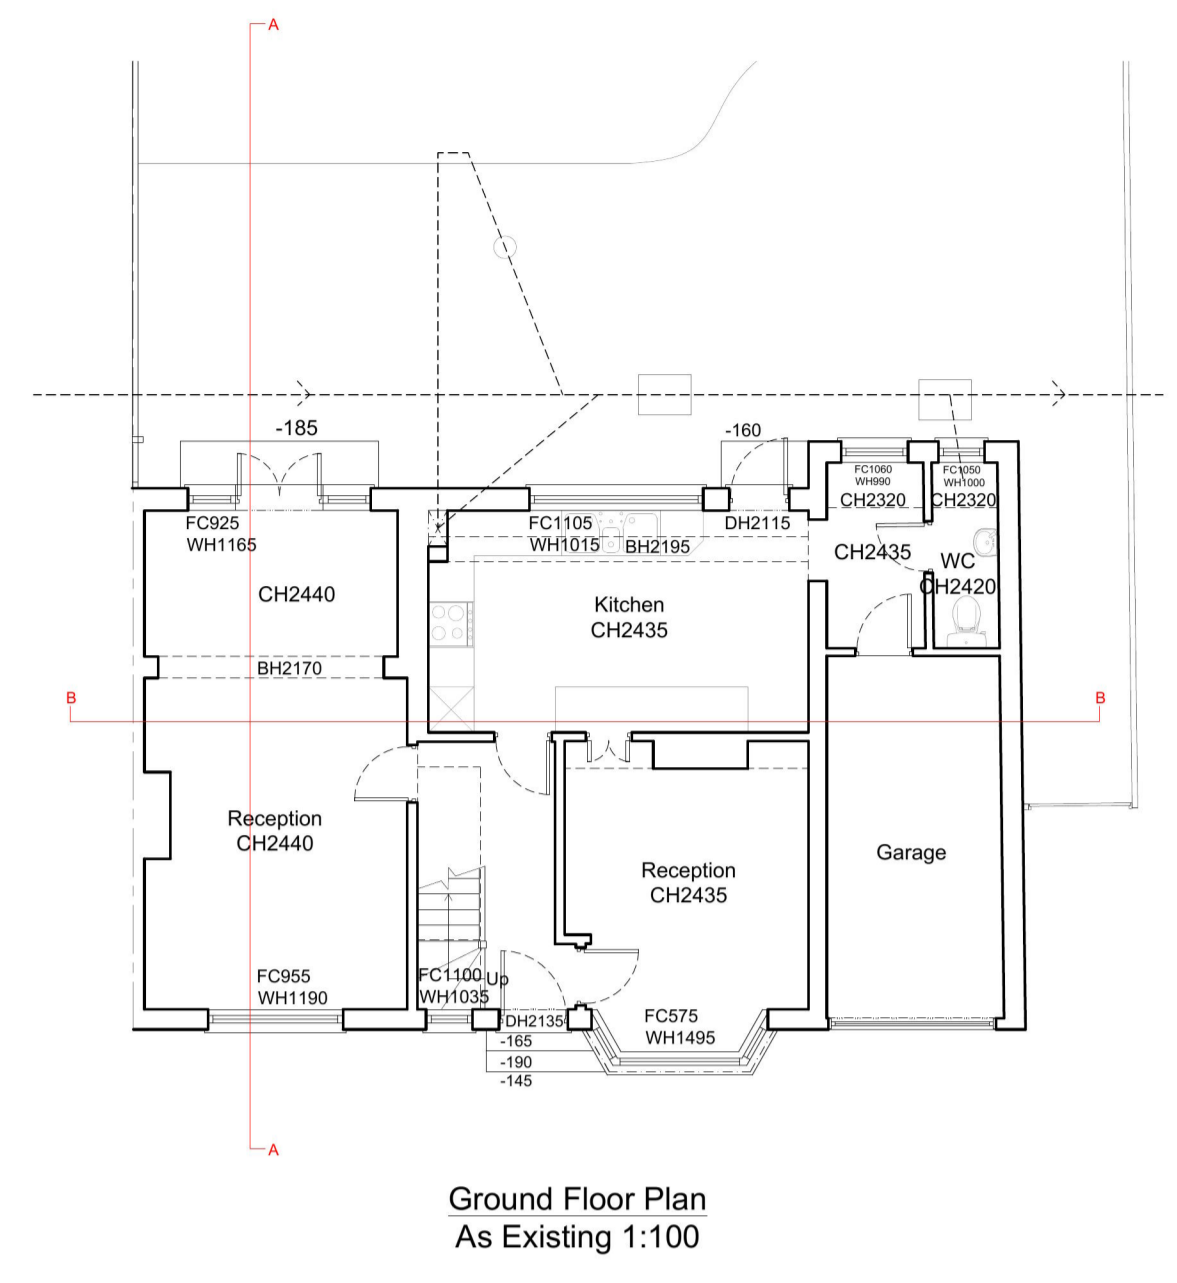 A
-185
-160
FC1060
WH990
CH2320
FC1050
WH1000
CH2320
FC925
WH1165
FC1105
WH1015
BH2195
DH2115
CH2435
WC
CH2420
CH2440
Kitchen
CH2435
BH2170
B
B
Reception
CH2440
Garage
Reception
CH2435
FC955
WH1190
FC1100
WH1035
Up
DH2135
-165
-190
-145
FC575
WH1495
A
Ground Floor Plan
As Existing 1:100